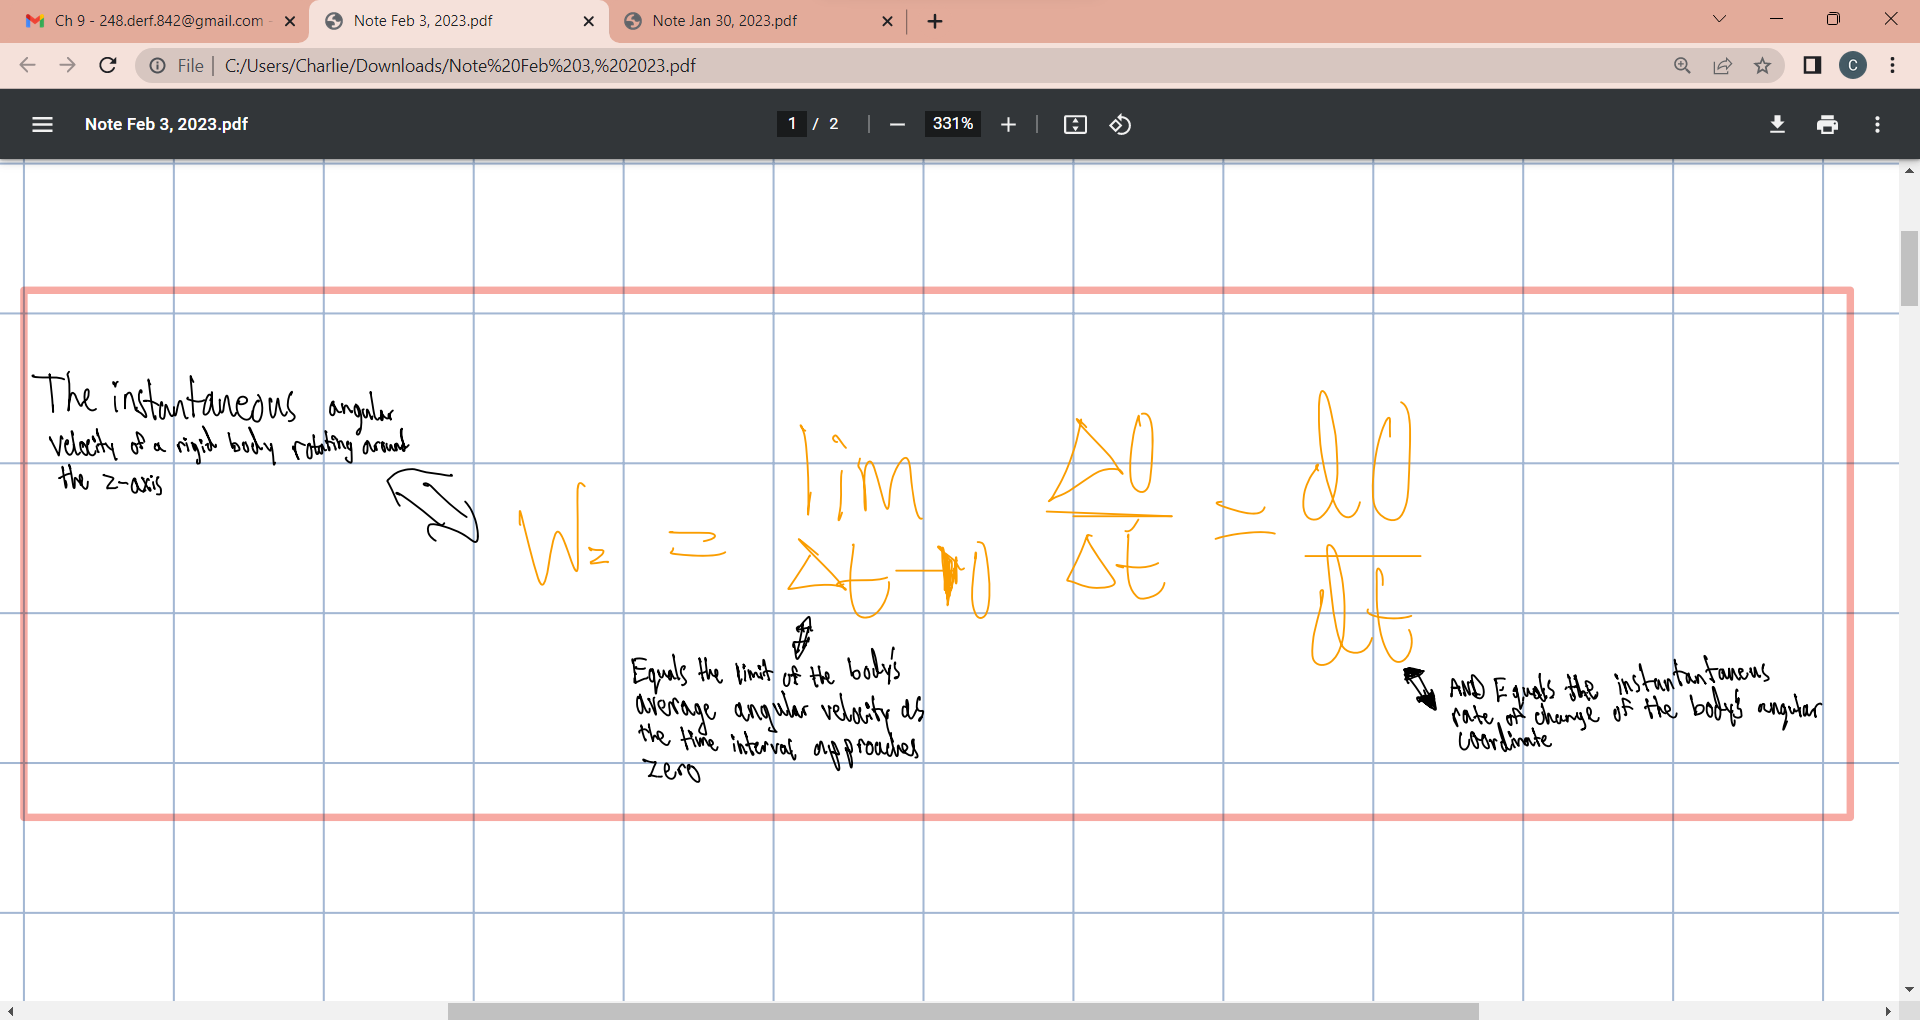 Ch 9 - 248.derf.842@gmail.com
Note Feb 3, 2023.pdf
Note Jan 30, 2023.pdf
File | C:/Users/Charlie/Downloads/Note%20Feb%203,%202023.pdf
C
Note Feb 3, 2023.pdf
1 / 2
331%
The instantaneous angular
velocity of a rigid body rotating around
the z-axis
Wz = lim Δt→0 Δ0/Δt = d0/dt
Equals the limit of the body's
average angular velocity as
the time interval approaches
zero
AND Equals the instantantaneus
rate of change of the body's angular
coordinate